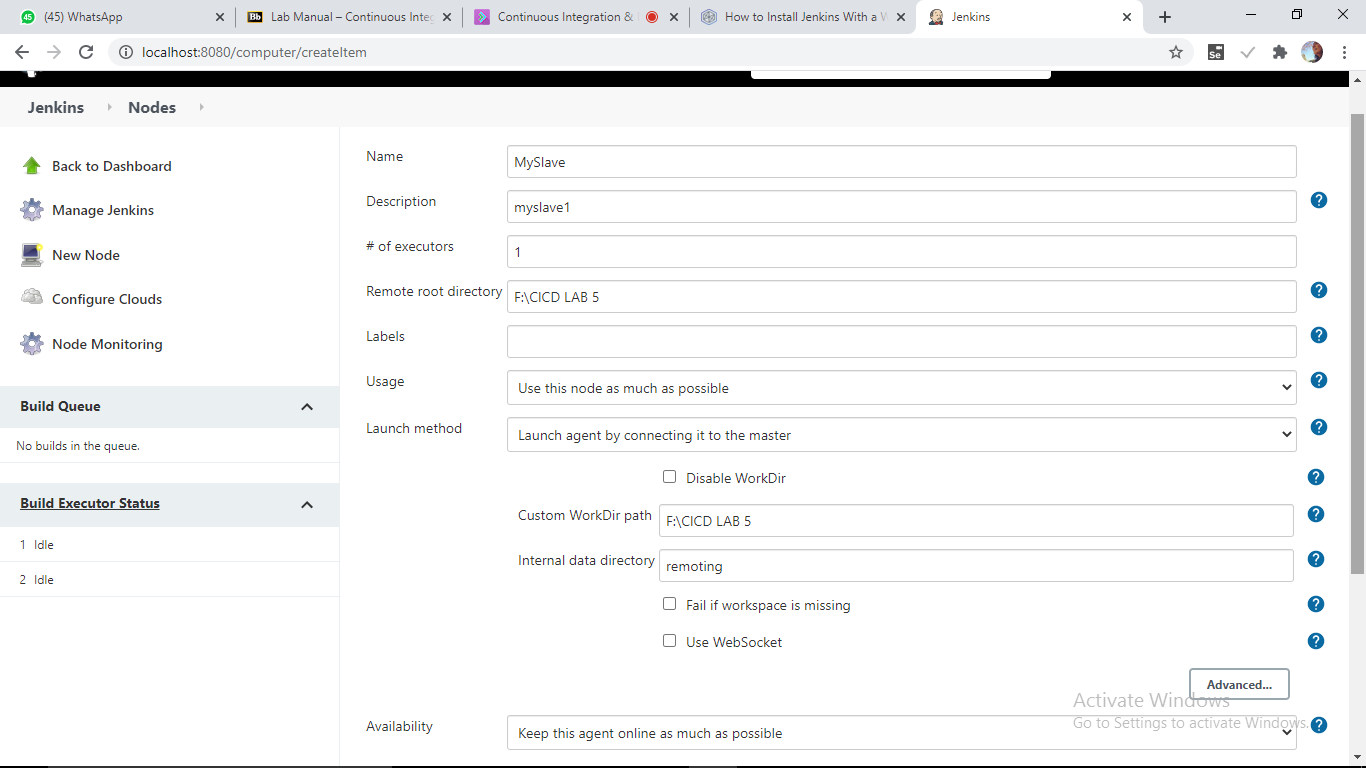 (45) WhatsApp
Lab Manual – Continuous Integ
Continuous Integration &
How to Install Jenkins With a W
Jenkins
localhost:8080/computer/createItem
Jenkins
Nodes
Back to Dashboard
Manage Jenkins
New Node
Configure Clouds
Node Monitoring
Build Queue
No builds in the queue.
Build Executor Status
1 Idle
2 Idle
Name
MySlave
Description
myslave1
# of executors
1
Remote root directory
F:\CICD LAB 5
Labels
Usage
Use this node as much as possible
Launch method
Launch agent by connecting it to the master
Disable WorkDir
Custom WorkDir path
F:\CICD LAB 5
Internal data directory
remoting
Fail if workspace is missing
Use WebSocket
Advanced...
Activate Windows
Go to Settings to activate Windows.
Availability
Keep this agent online as much as possible